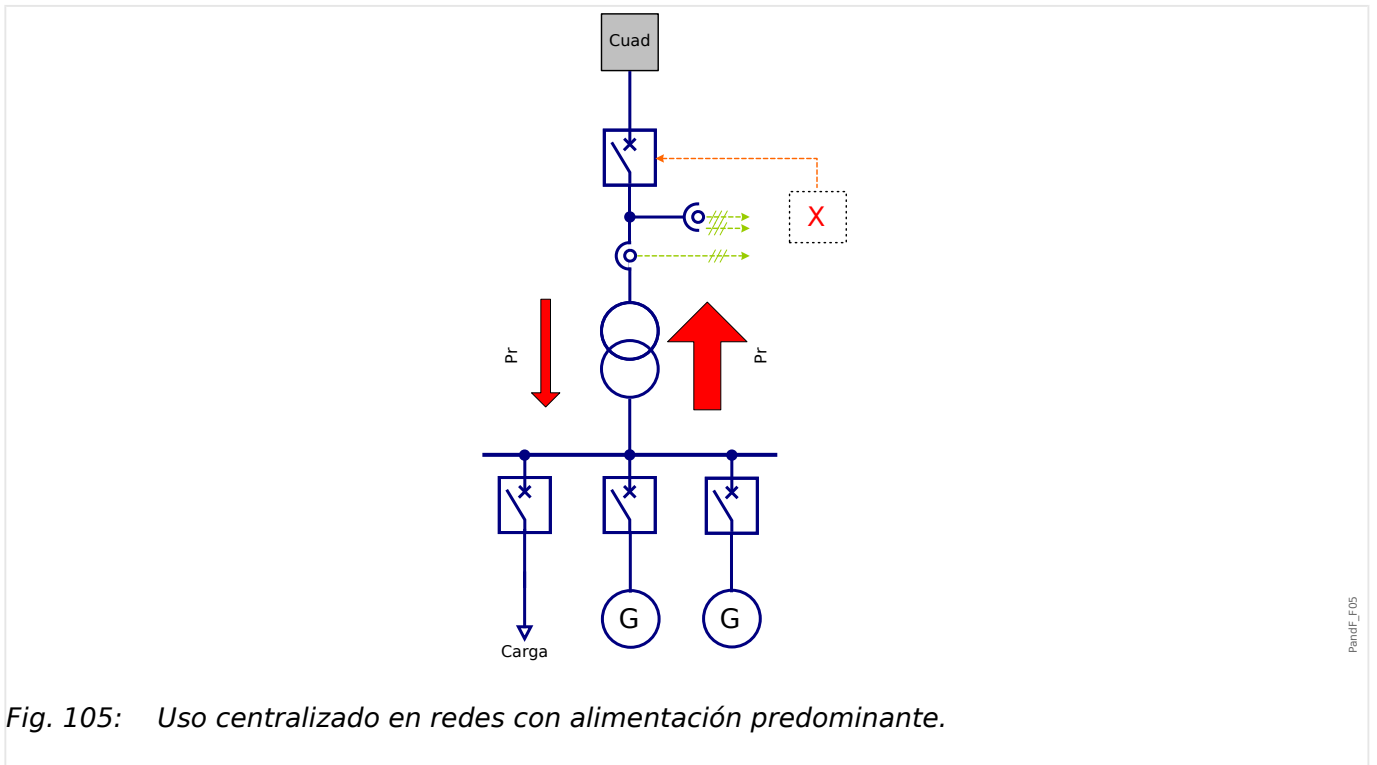 Cuad
X
Pr
Pr
G
G
Carga
PandF_F05
Fig. 105: Uso centralizado en redes con alimentación predominante.